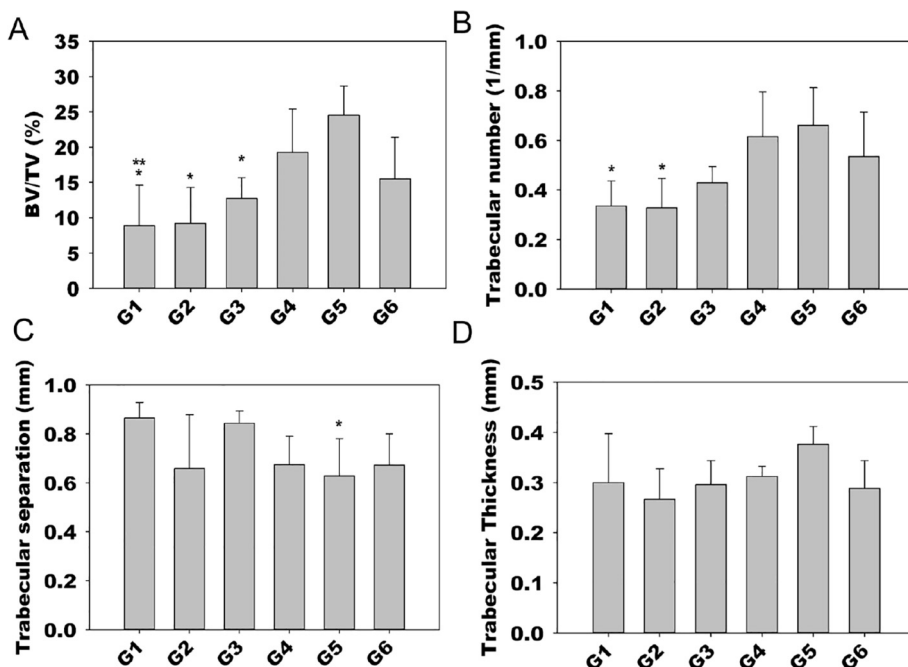 A
BV/TV (%)
35
30
25
20
15
10
5
0
**
*
*
*
G1 G2 G3 G4 G5 G6
B
Trabecular number (1/mm)
1.0
0.8
0.6
0.4
0.2
0.0
*
*
G1 G2 G3 G4 G5 G6
C
Trabecular separation (mm)
1.0
0.8
0.6
0.4
0.2
0.0
*
G1 G2 G3 G4 G5 G6
D
Trabecular Thickness (mm)
0.5
0.4
0.3
0.2
0.1
0.0
G1 G2 G3 G4 G5 G6